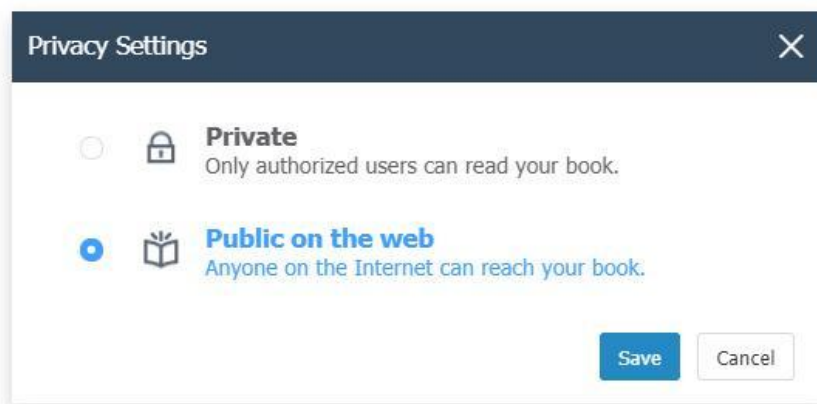 Privacy Settings
Private
Only authorized users can read your book.
Public on the web
Anyone on the Internet can reach your book.
Save Cancel